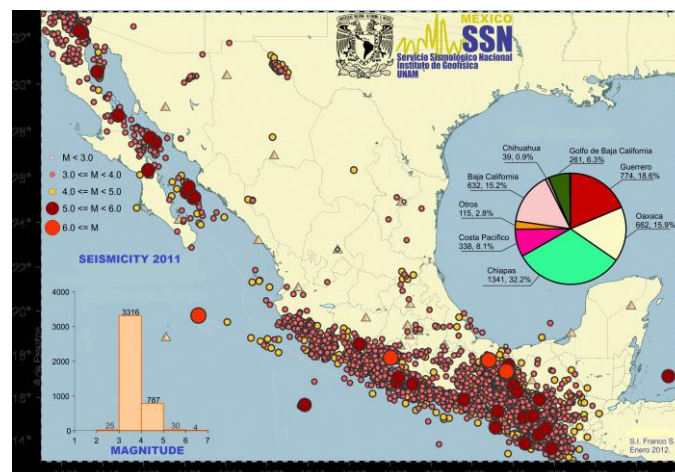 MÉXICO
SSN
Servicio Sismológico Nacional
Instituto de Geofísica
UNAM
32°
30°
28°
26°
24°
22°
20°
18°
16°
14°
M < 3.0
3.0 <= M < 4.0
4.0 <= M < 5.0
5.0 <= M < 6.0
6.0 <= M
Chihuahua
39, 0.9%
Golfo de Baja California
261, 6.3%
Guerrero
774, 18.6%
Baja California
632, 15.2%
Oaxaca
662, 15.9%
Otros
115, 2.8%
Costa Pacífico
338, 8.1%
Chiapas
1341, 32.2%
SEISMICITY 2011
4000
3000
2000
1000
0
3316
787
25
30
4
1 2 3 4 5 6 7
MAGNITUDE
S.I. Franco S.
Enero 2012.